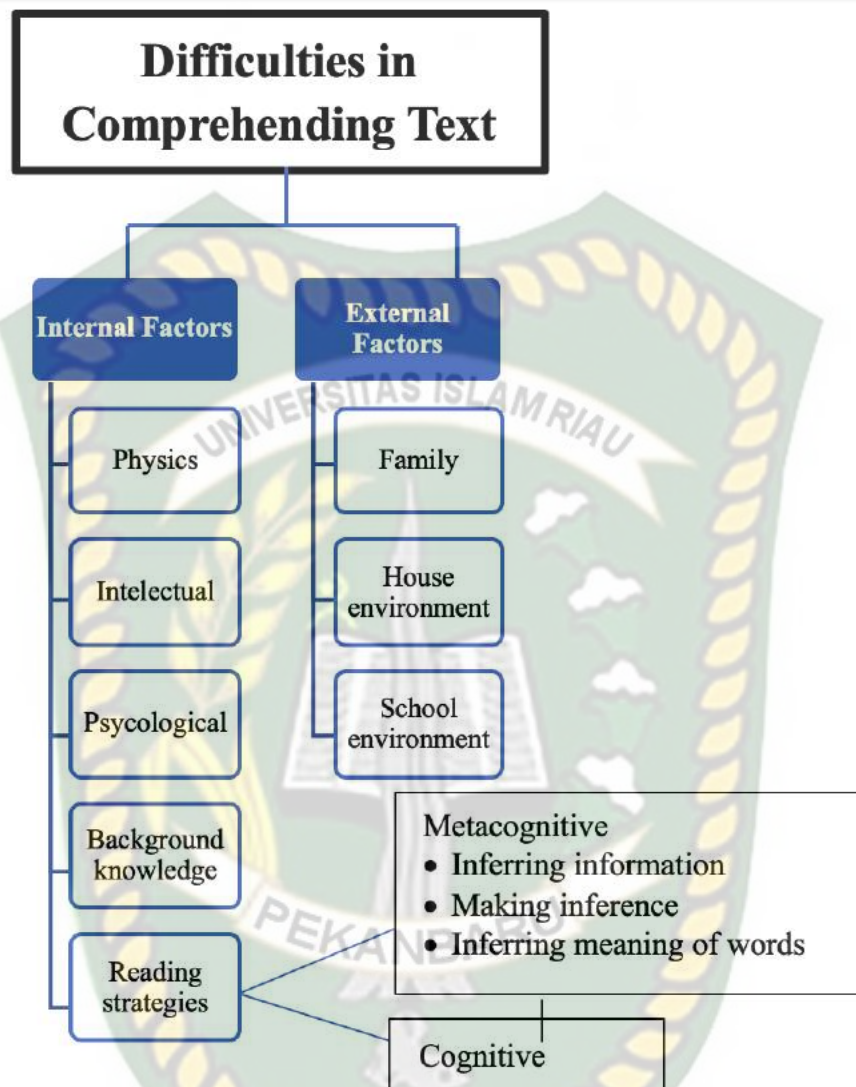 Difficulties in
Comprehending Text
Internal Factors
External
Factors
UNIVERSITAS ISLAM RIAU
Physics
Family
Intelectual
House
environment
Psycological
School
environment
Background
knowledge
Metacognitive
• Inferring information
• Making inference
• Inferring meaning of words
PEKANBARU
Reading
strategies
Cognitive